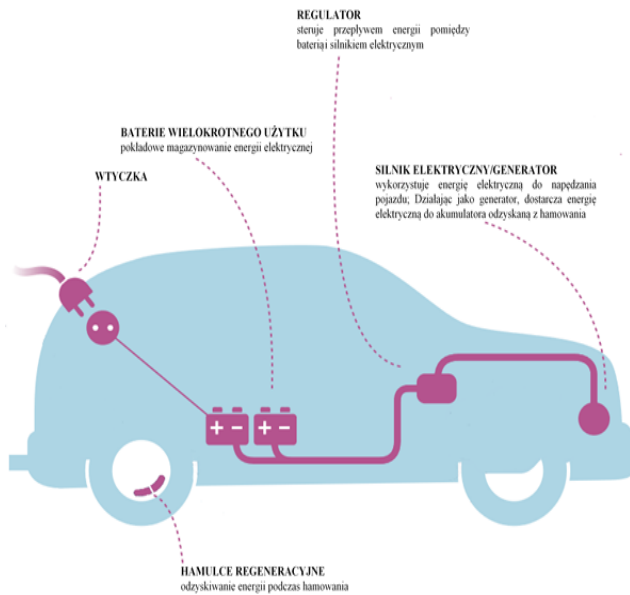 REGULATOR
steruje przepływem energii pomiędzy
baterią i silnikiem elektrycznym
BATERIE WIELOKROTNEGO UŻYTKU
pokładowe magazynowanie energii elektrycznej
WTYCZKA
SILNIK ELEKTRYCZNY/GENERATOR
wykorzystuje energię elektryczną do napędzania
pojazdu; Działając jako generator, dostarcza energię
elektryczną do akumulatora odzyskaną z hamowania
+ − + −
HAMULCE REGENERACYJNE
odzyskiwanie energii podczas hamowania